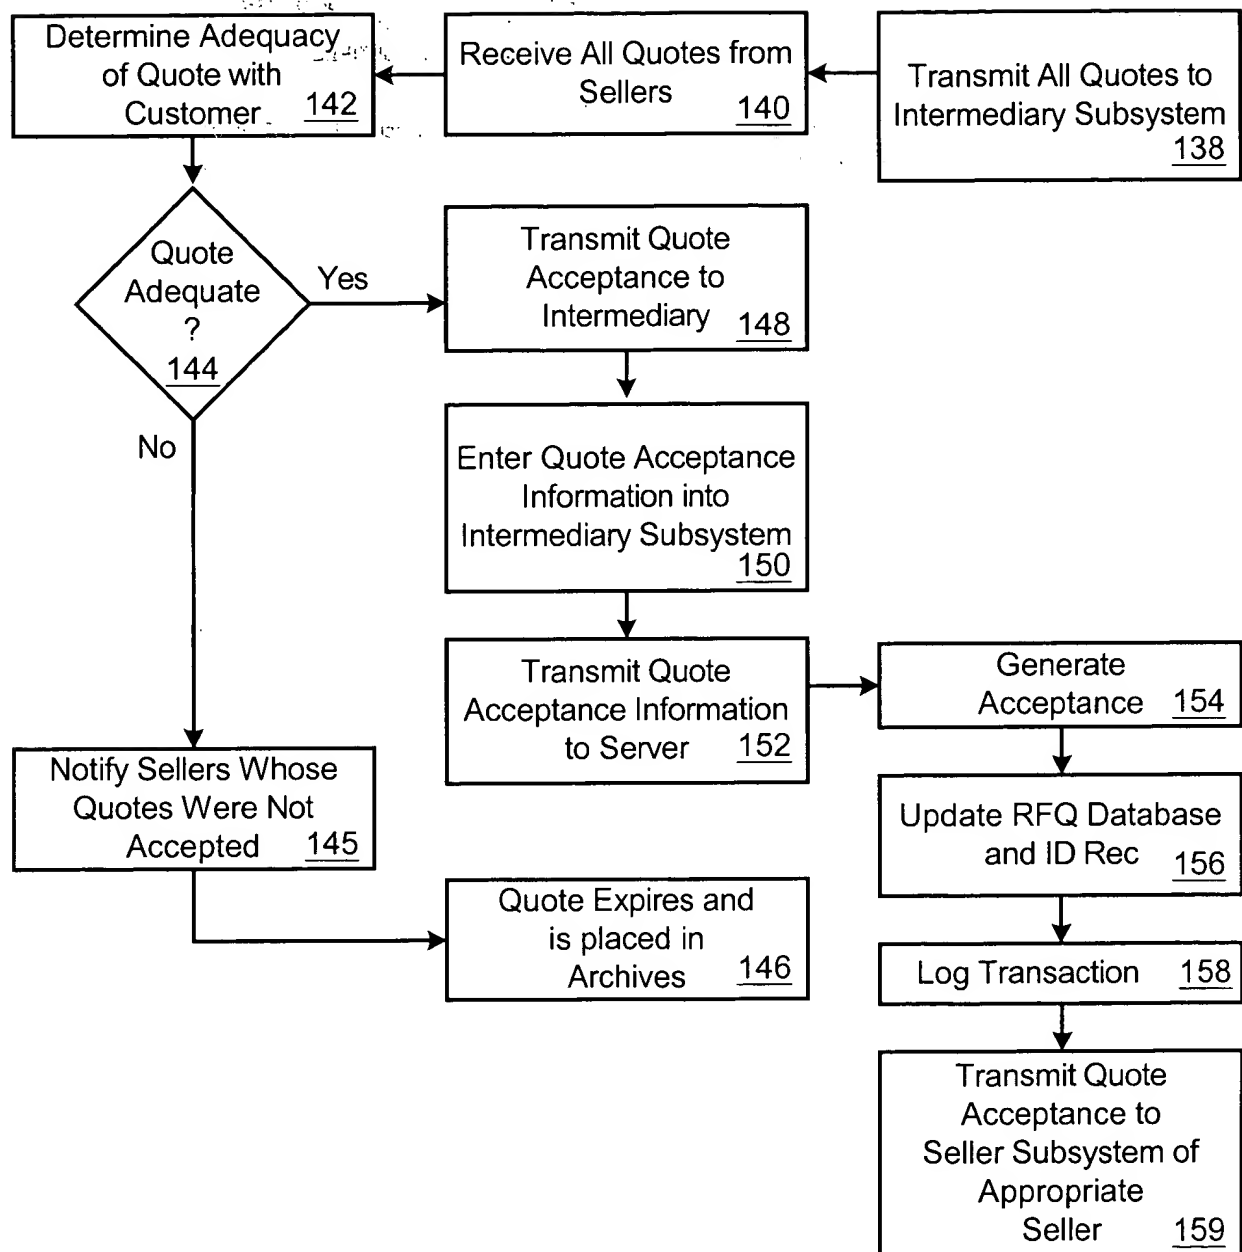 Determine Adequacy
of Quote with
Customer 142
Receive All Quotes from
Sellers 140
Transmit All Quotes to
Intermediary Subsystem
138
Quote
Adequate
?
144
Yes
No
Transmit Quote
Acceptance to
Intermediary 148
Enter Quote Acceptance
Information into
Intermediary Subsystem
150
Transmit Quote
Acceptance Information
to Server 152
Generate
Acceptance 154
Update RFQ Database
and ID Rec 156
Log Transaction 158
Transmit Quote
Acceptance to
Seller Subsystem of
Appropriate
Seller 159
Notify Sellers Whose
Quotes Were Not
Accepted 145
Quote Expires and
is placed in
Archives 146